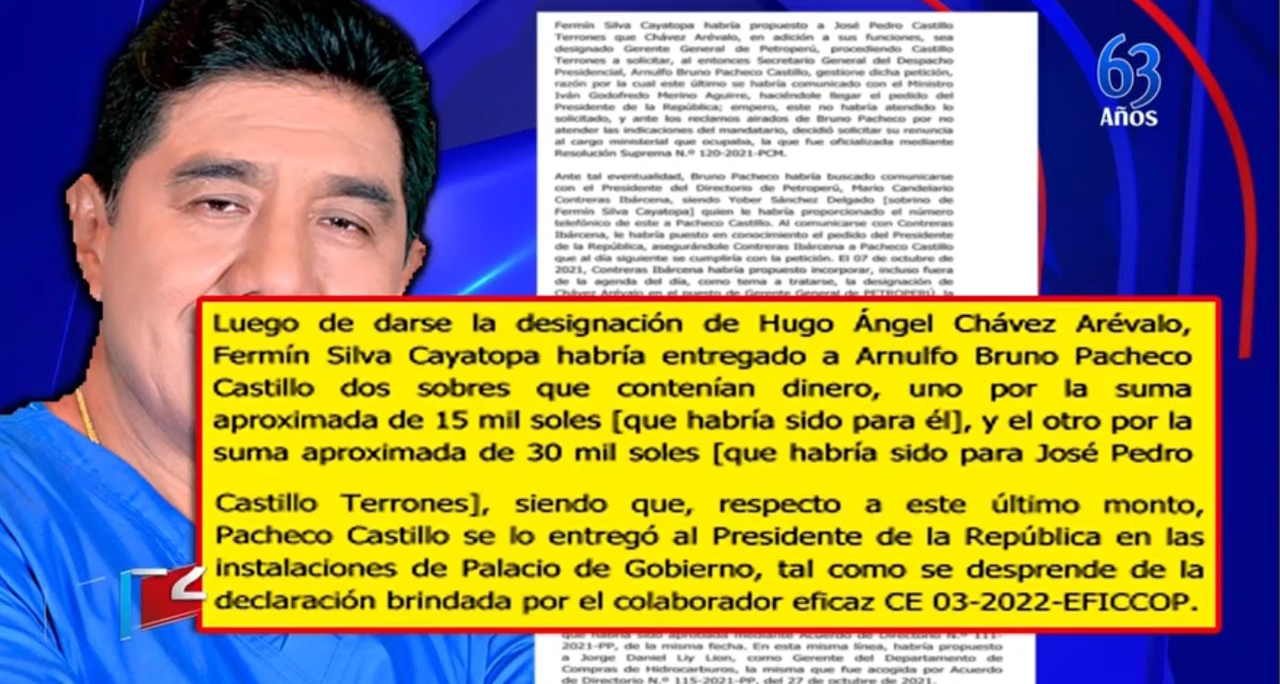 Fermín Silva Cayatopa habría propuesto a José Pedro Castillo
Terrones que Chávez Arévalo, en adición a sus funciones, sea
designado Gerente General de Petroperú, procediendo Castillo
Terrones a solicitar, al entonces Secretario General del Despacho
Presidencial, Arnulfo Bruno Pacheco Castillo, gestione dicha petición,
razón por la cual este último se habría comunicado con el Ministro
Iván Godofredo Merino Aguirre, haciéndole llegar el pedido del
Presidente de la República; empero, este no habría atendido lo
solicitado, y ante los reclamos airados de Bruno Pacheco por no
atender las indicaciones del mandatario, decidió solicitar su renuncia
al cargo ministerial que ocupaba, la que fue oficializada mediante
Resolución Suprema N.º 120-2021-PCM.
Ante tal eventualidad, Bruno Pacheco habría buscado comunicarse
con el Presidente del Directorio de Petroperú, Mario Candelario
Contreras Ibárcena, siendo Yober Sánchez Delgado [sobrino de
Fermín Silva Cayatopa] quien le habría proporcionado el número
telefónico de este a Pacheco Castillo. Al comunicarse con Contreras
Ibárcena, le habría puesto en conocimiento el pedido del Presidente
de la República, asegurándole Contreras Ibárcena a Pacheco Castillo
que al día siguiente se cumpliría con la petición. El 07 de octubre de
2021, Contreras Ibárcena habría propuesto incorporar, incluso fuera
de la agenda del día, como tema a tratarse, la designación de
Chávez Arévalo en el puesto de Gerente General de PETROPERÚ, la
Luego de darse la designación de Hugo Ángel Chávez Arévalo,
Fermín Silva Cayatopa habría entregado a Arnulfo Bruno Pacheco
Castillo dos sobres que contenían dinero, uno por la suma
aproximada de 15 mil soles [que habría sido para él], y el otro por la
suma aproximada de 30 mil soles [que habría sido para José Pedro
Castillo Terrones], siendo que, respecto a este último monto,
Pacheco Castillo se lo entregó al Presidente de la República en las
instalaciones de Palacio de Gobierno, tal como se desprende de la
declaración brindada por el colaborador eficaz CE 03-2022-EFICCOP.
que habría sido aprobada mediante Acuerdo de Directorio N.º 111-
2021-PP, de la misma fecha. En esta misma línea, habría propuesto
a Jorge Daniel Liy Lion, como Gerente del Departamento de
Compras de Hidrocarburos, la misma que fue acogida por Acuerdo
de Directorio N.º 115-2021-PP, del 27 de octubre de 2021.
63
Años
4